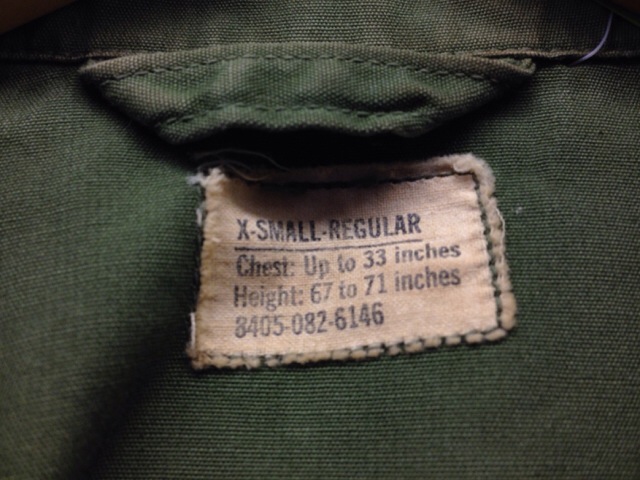 X-SMALL-REGULAR
Chest: Up to 33 inches
Height: 67 to 71 inches
8405-082-6146